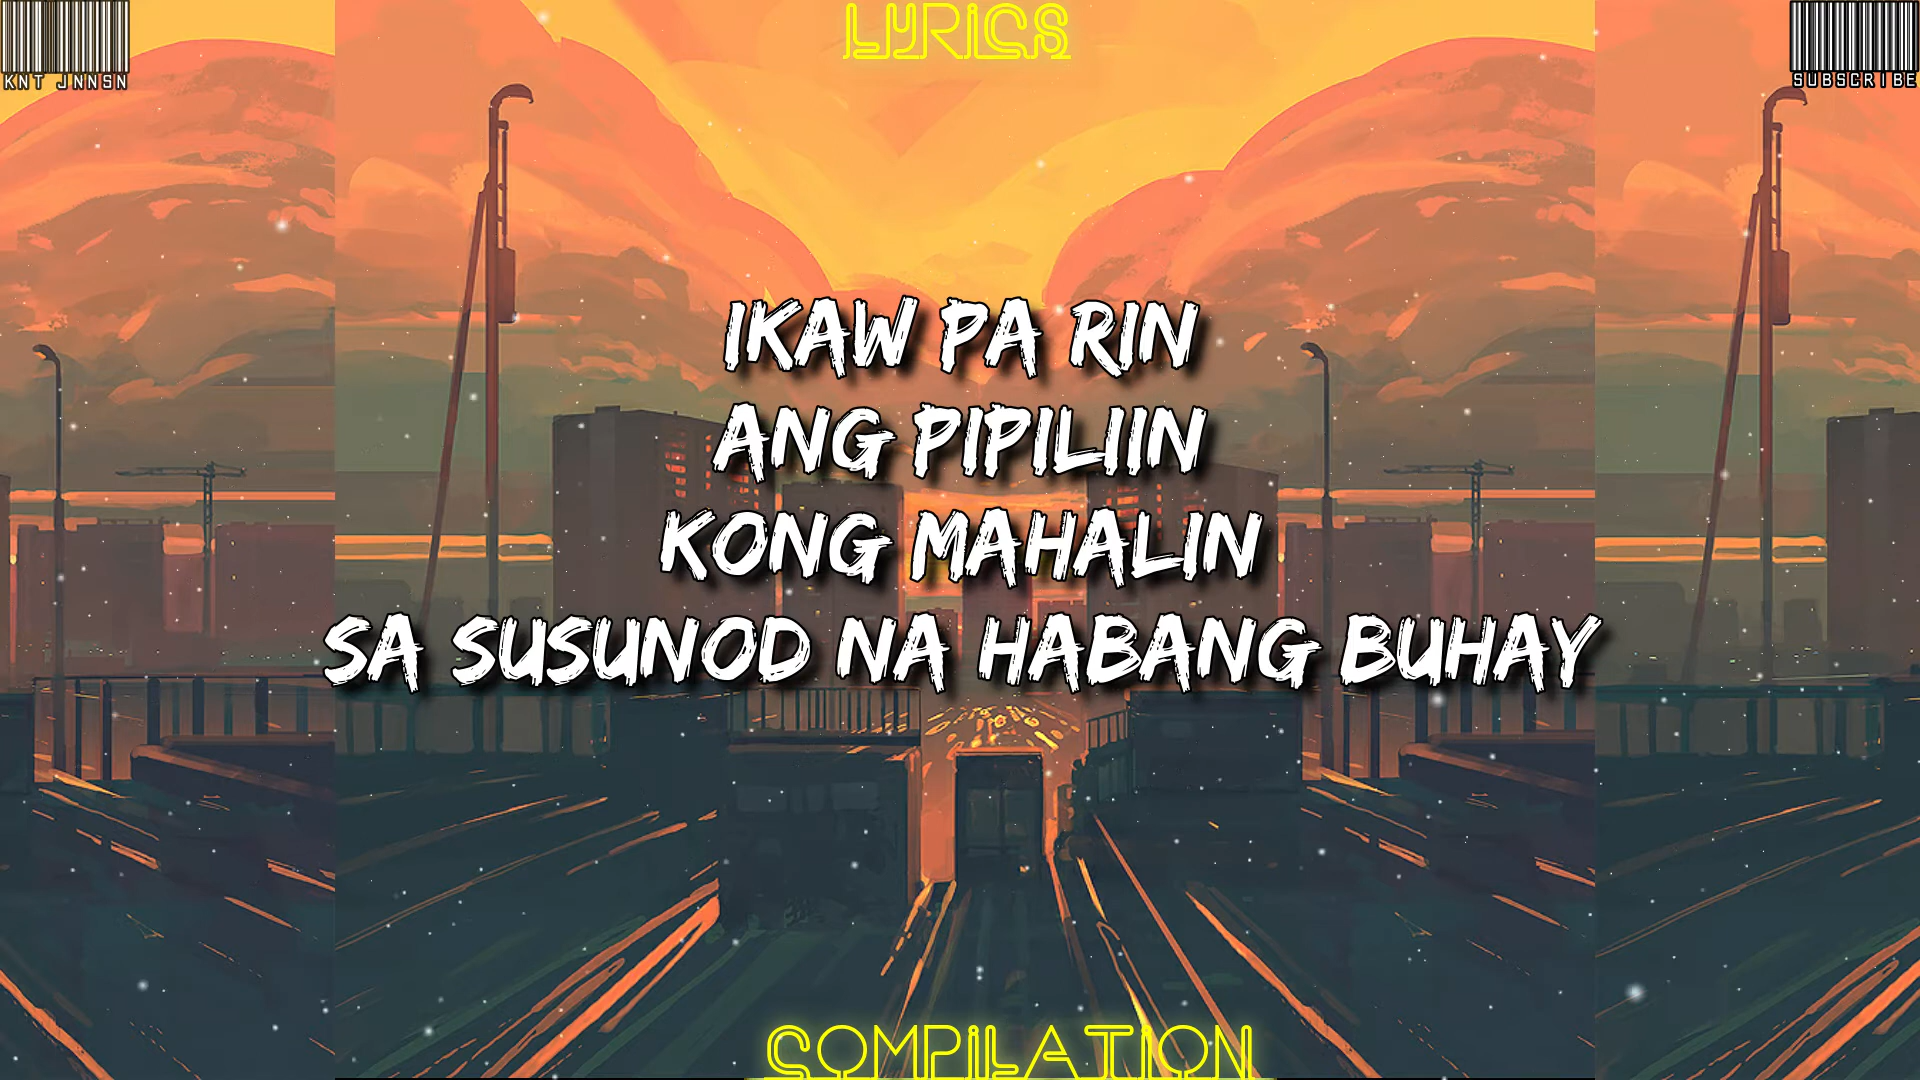 LYRICS
KNT JNNSN
SUBSCRIBE
IKAW PA RIN
ANG PIPILIIN
KONG MAHALIN
SA SUSUNOD NA HABANG BUHAY
COMPILATION